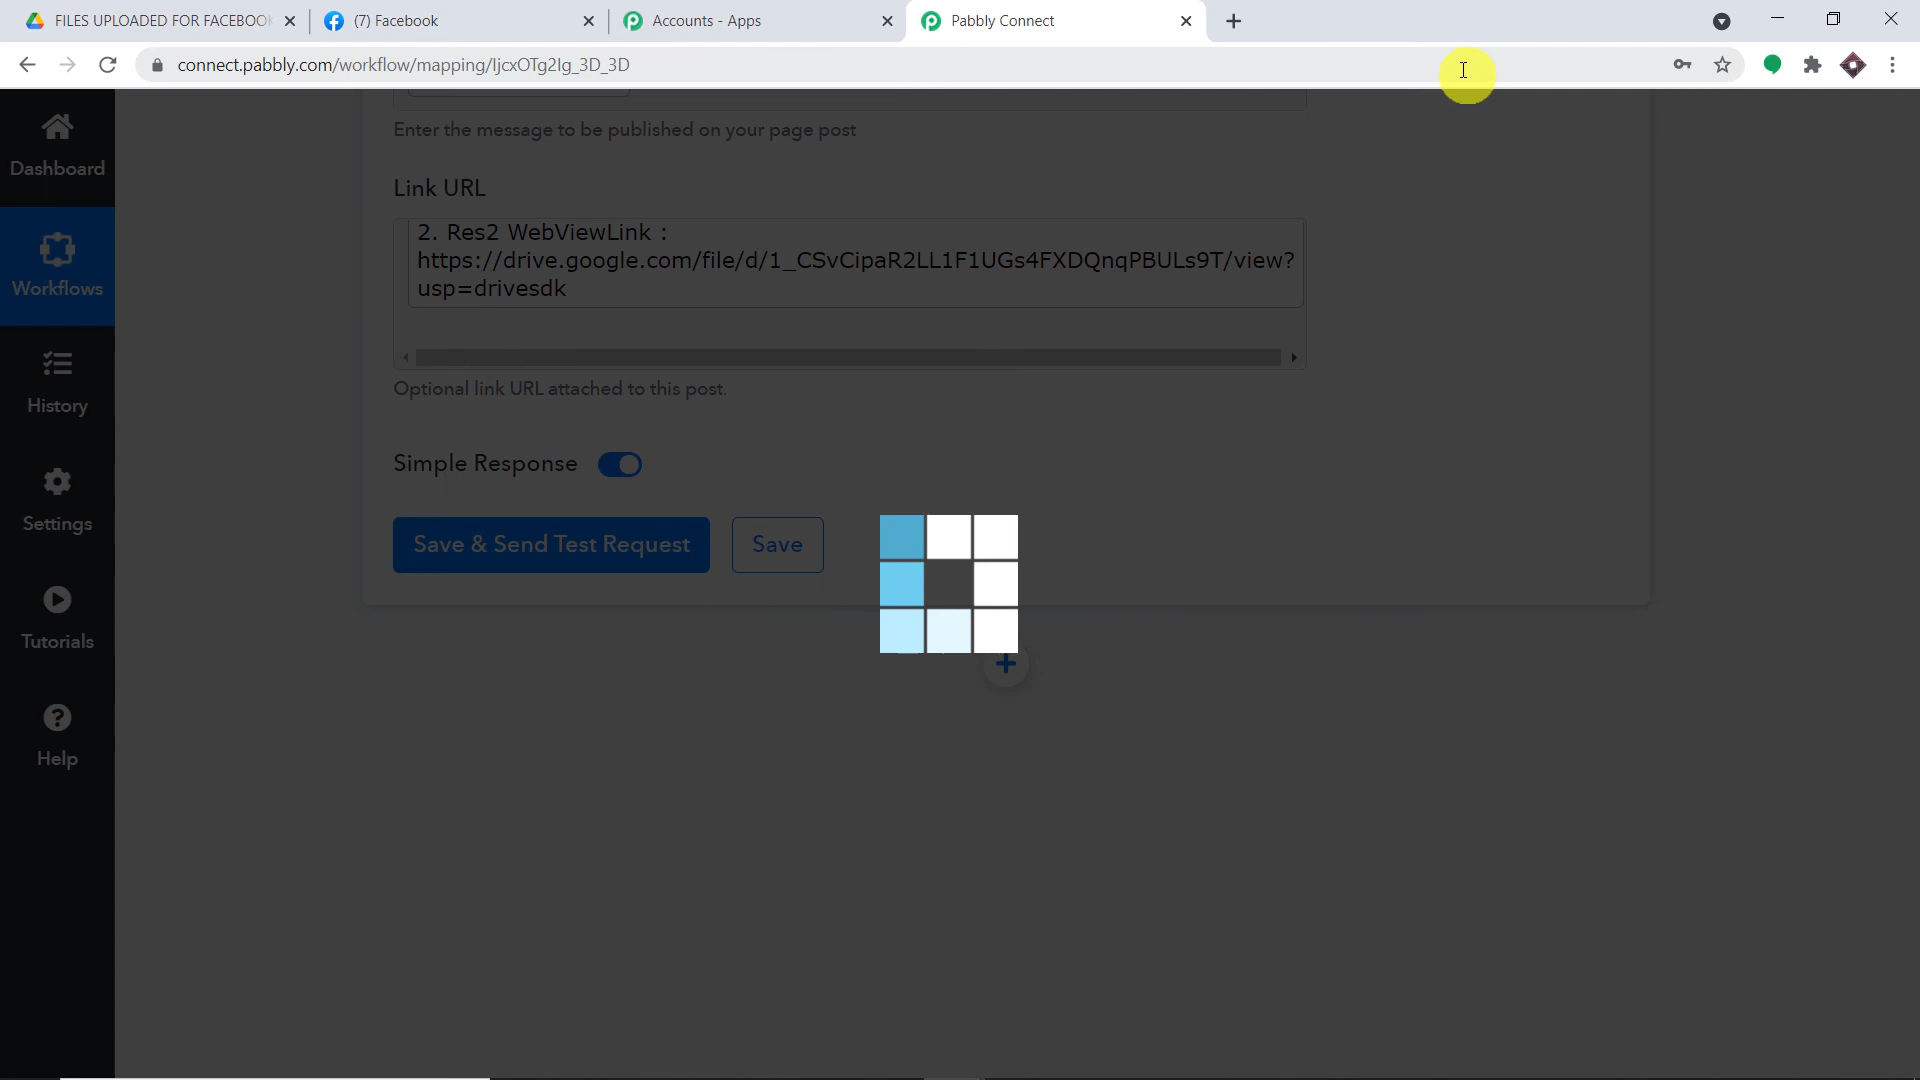 FILES UPLOADED FOR FACEBOOK
(7) Facebook
Accounts - Apps
Pabbly Connect
connect.pabbly.com/workflow/mapping/IjcxOTg2Ig_3D_3D
Dashboard
Workflows
History
Settings
Tutorials
Help
Enter the message to be published on your page post
Link URL
2. Res2 WebViewLink :
https://drive.google.com/file/d/1_CSvCipaR2LL1F1UGs4FXDQnqPBULs9T/view?
usp=drivesdk
Optional link URL attached to this post.
Simple Response
Save & Send Test Request
Save